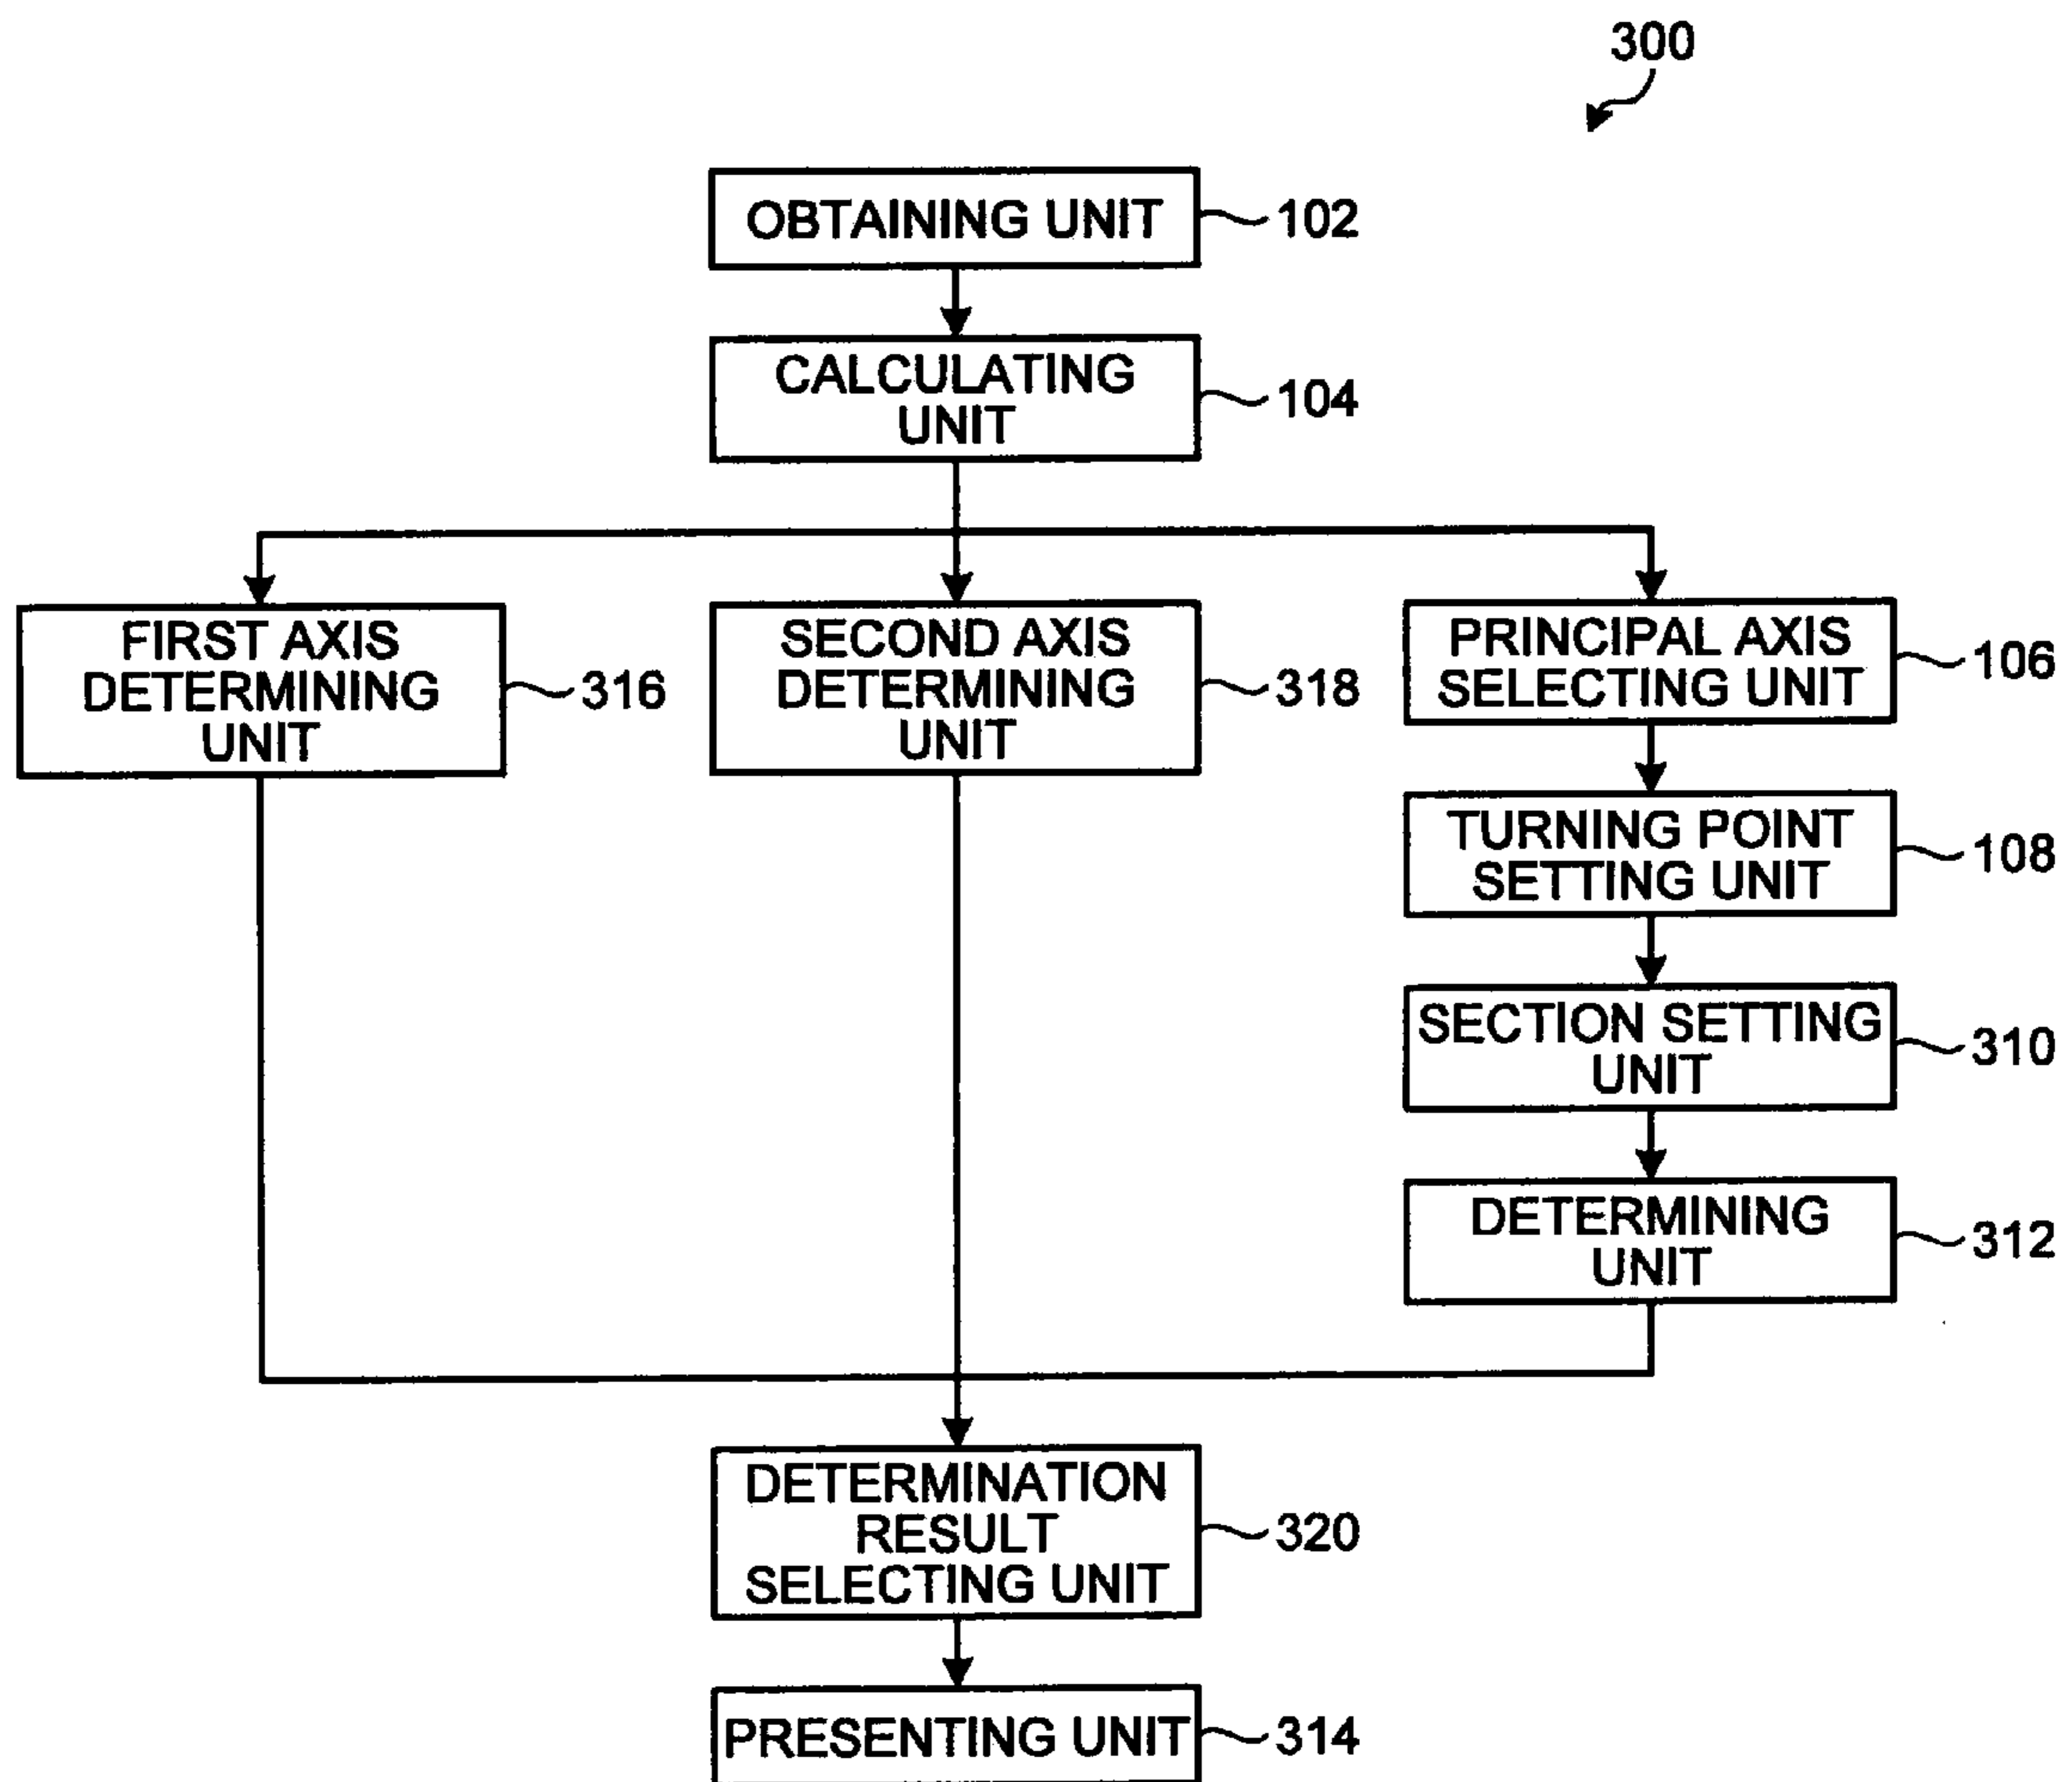 300
OBTAINING UNIT
102
CALCULATING
UNIT
104
FIRST AXIS
DETERMINING
UNIT
316
SECOND AXIS
DETERMINING
UNIT
318
PRINCIPAL AXIS
SELECTING UNIT
106
TURNING POINT
SETTING UNIT
108
SECTION SETTING
UNIT
310
DETERMINING
UNIT
312
DETERMINATION
RESULT
SELECTING UNIT
320
PRESENTING UNIT
314